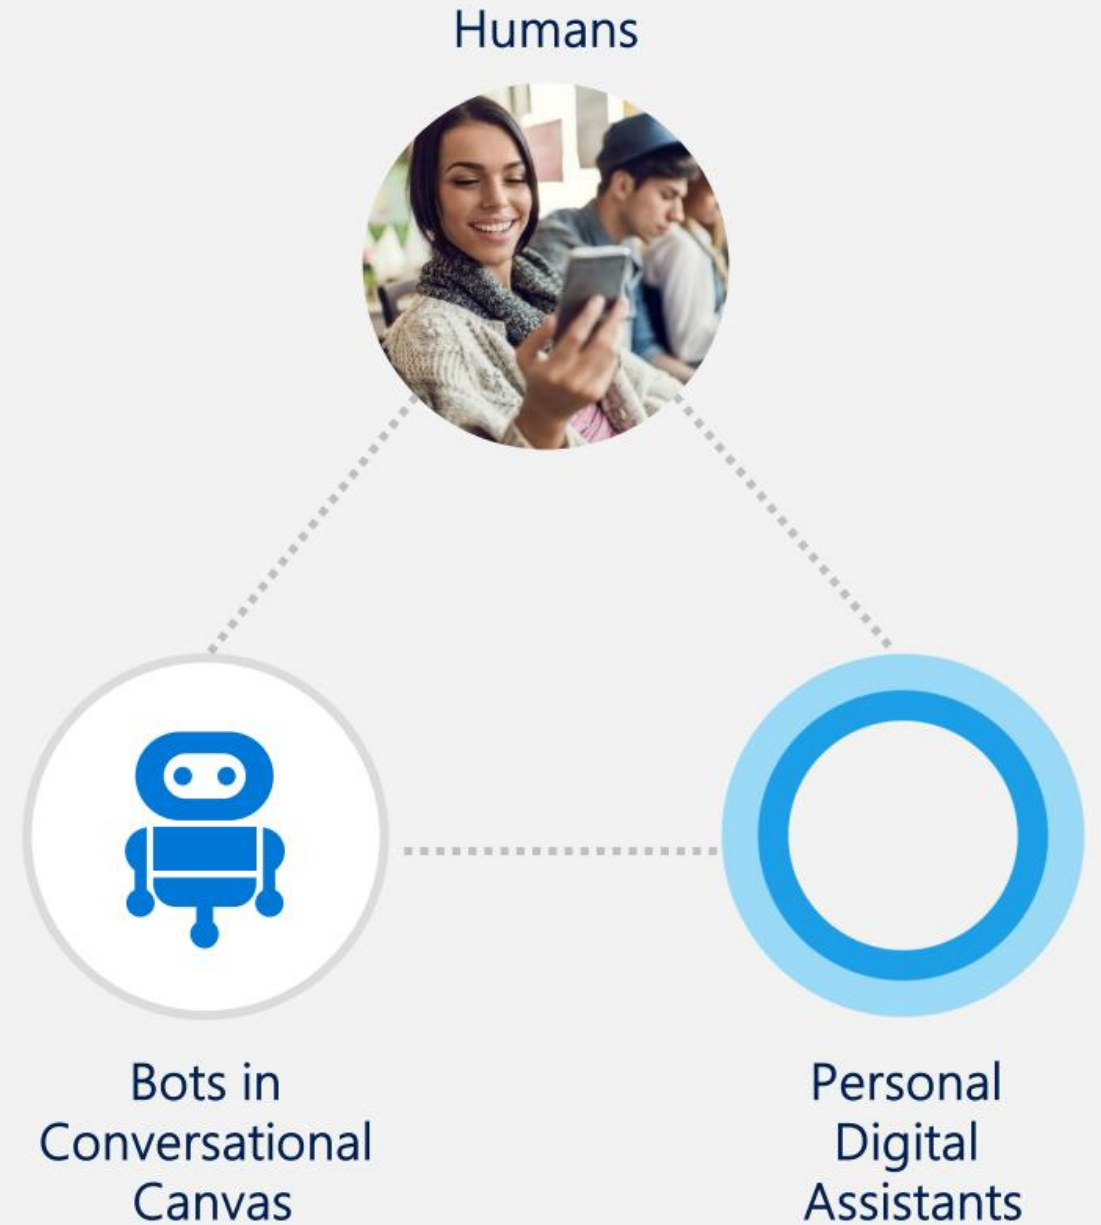 Humans
Bots in
Conversational
Canvas
Personal
Digital
Assistants